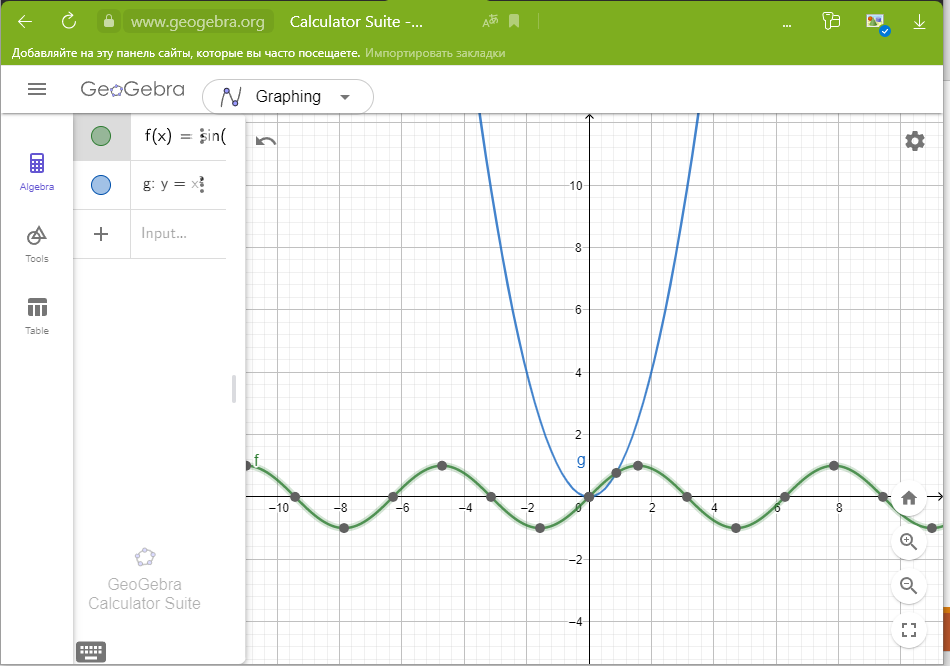 www.geogebra.org Calculator Suite -... ...
Добавляйте на эту панель сайты, которые вы часто посещаете. Импортировать закладки
GeoGebra Graphing
Algebra
Tools
Table
f(x) = sin(
g: y = x
Input...
GeoGebra
Calculator Suite
10
8
6
4
2
g
f
−10 −8 −6 −4 −2 0 2 4 6 8
−2
−4